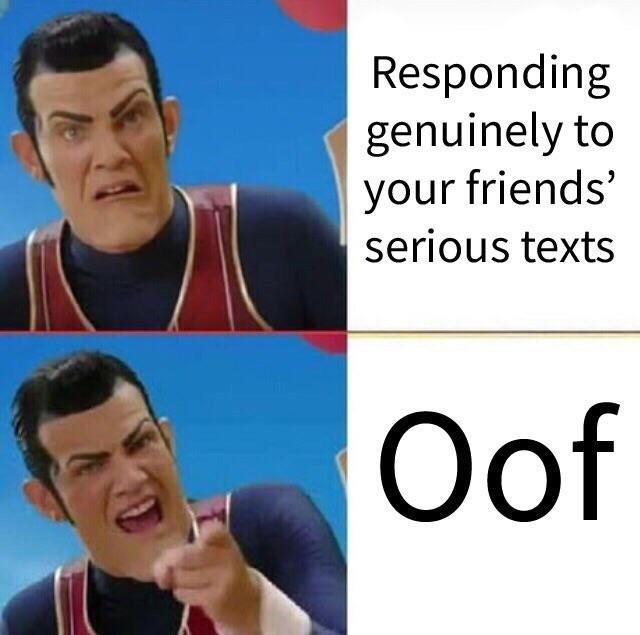 Responding
genuinely to
your friends’
serious texts
Oof